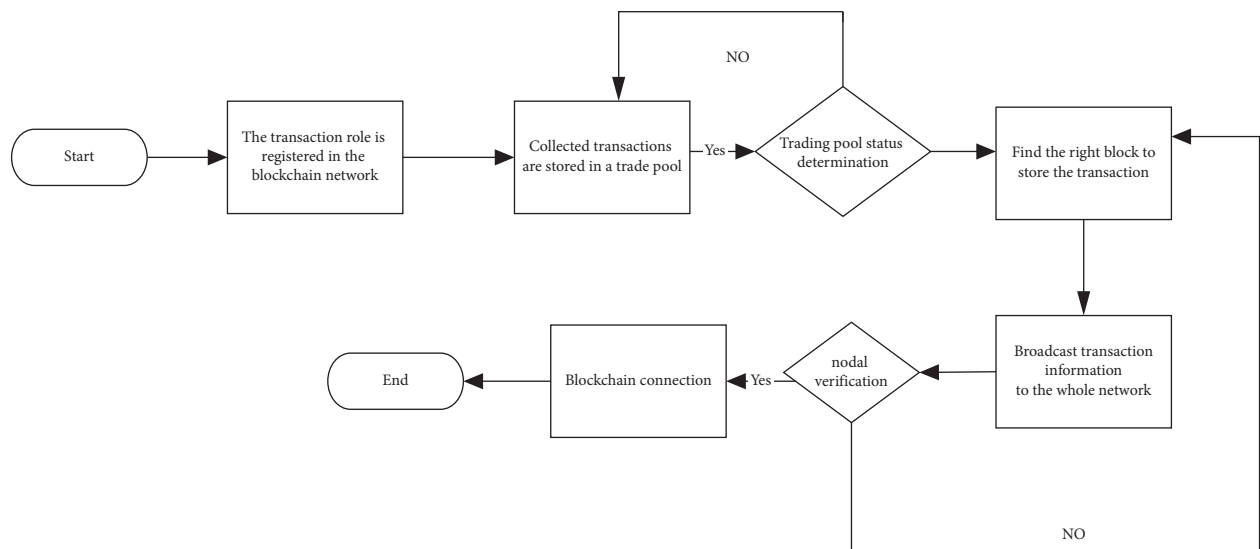 NO
Start
The transaction role is
registered in the
blockchain network
Collected transactions
are stored in a trade pool
Yes
Trading pool status
determination
Find the right block to
store the transaction
Broadcast transaction
information
to the whole network
nodal
verification
Yes
Blockchain connection
End
NO